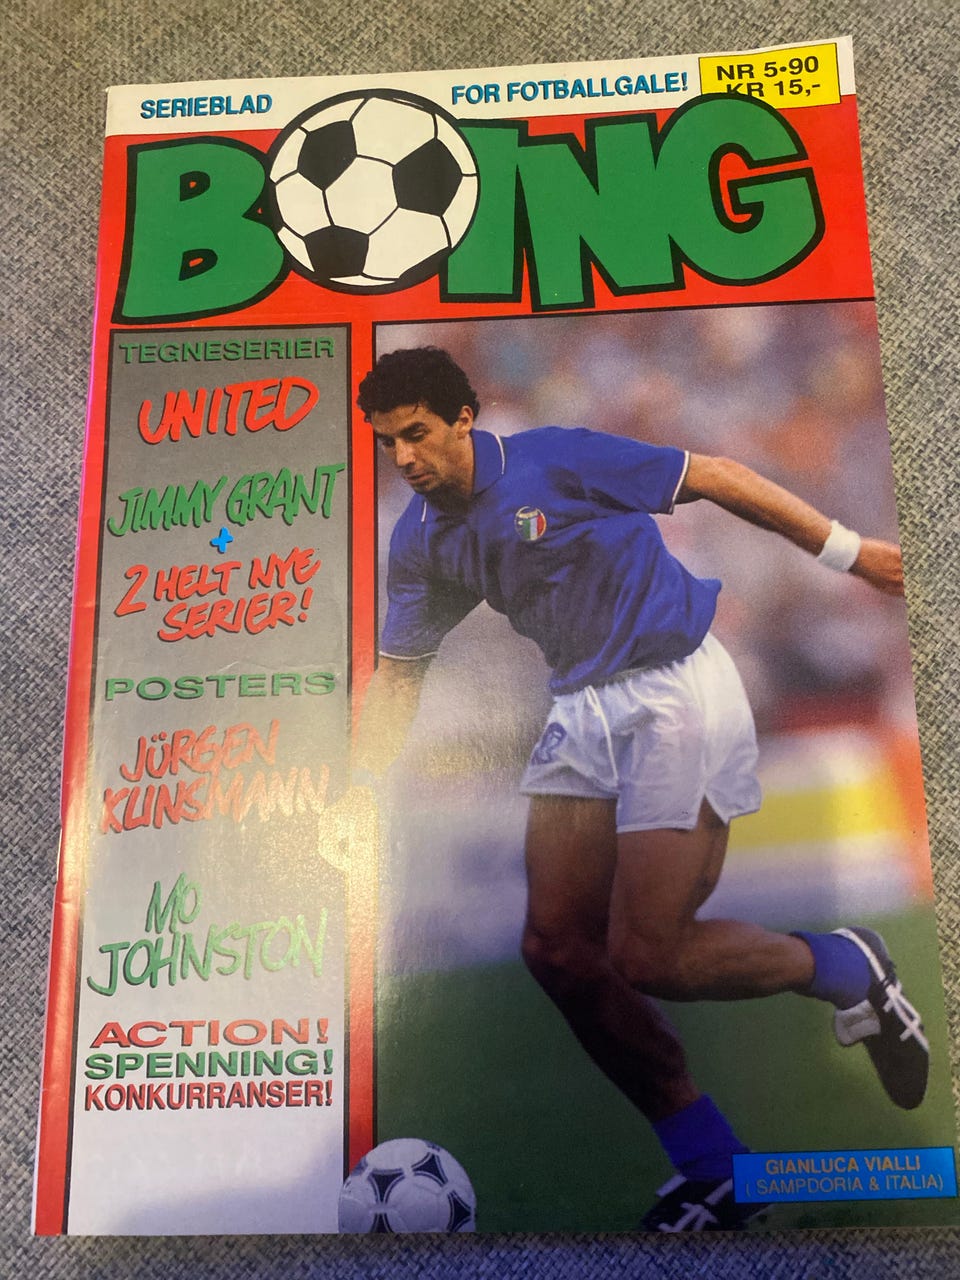 SERIEBLAD
FOR FOTBALLGALE!
NR 5•90
KR 15,-
BOING
TEGNESERIER
UNITED
JIMMY GRANT
+
2 HELT NYE
SERIER!
POSTERS
JÜRGEN
KLINSMANN
MO
JOHNSTON
ACTION!
SPENNING!
KONKURRANSER!
GIANLUCA VIALLI
( SAMPDORIA & ITALIA)